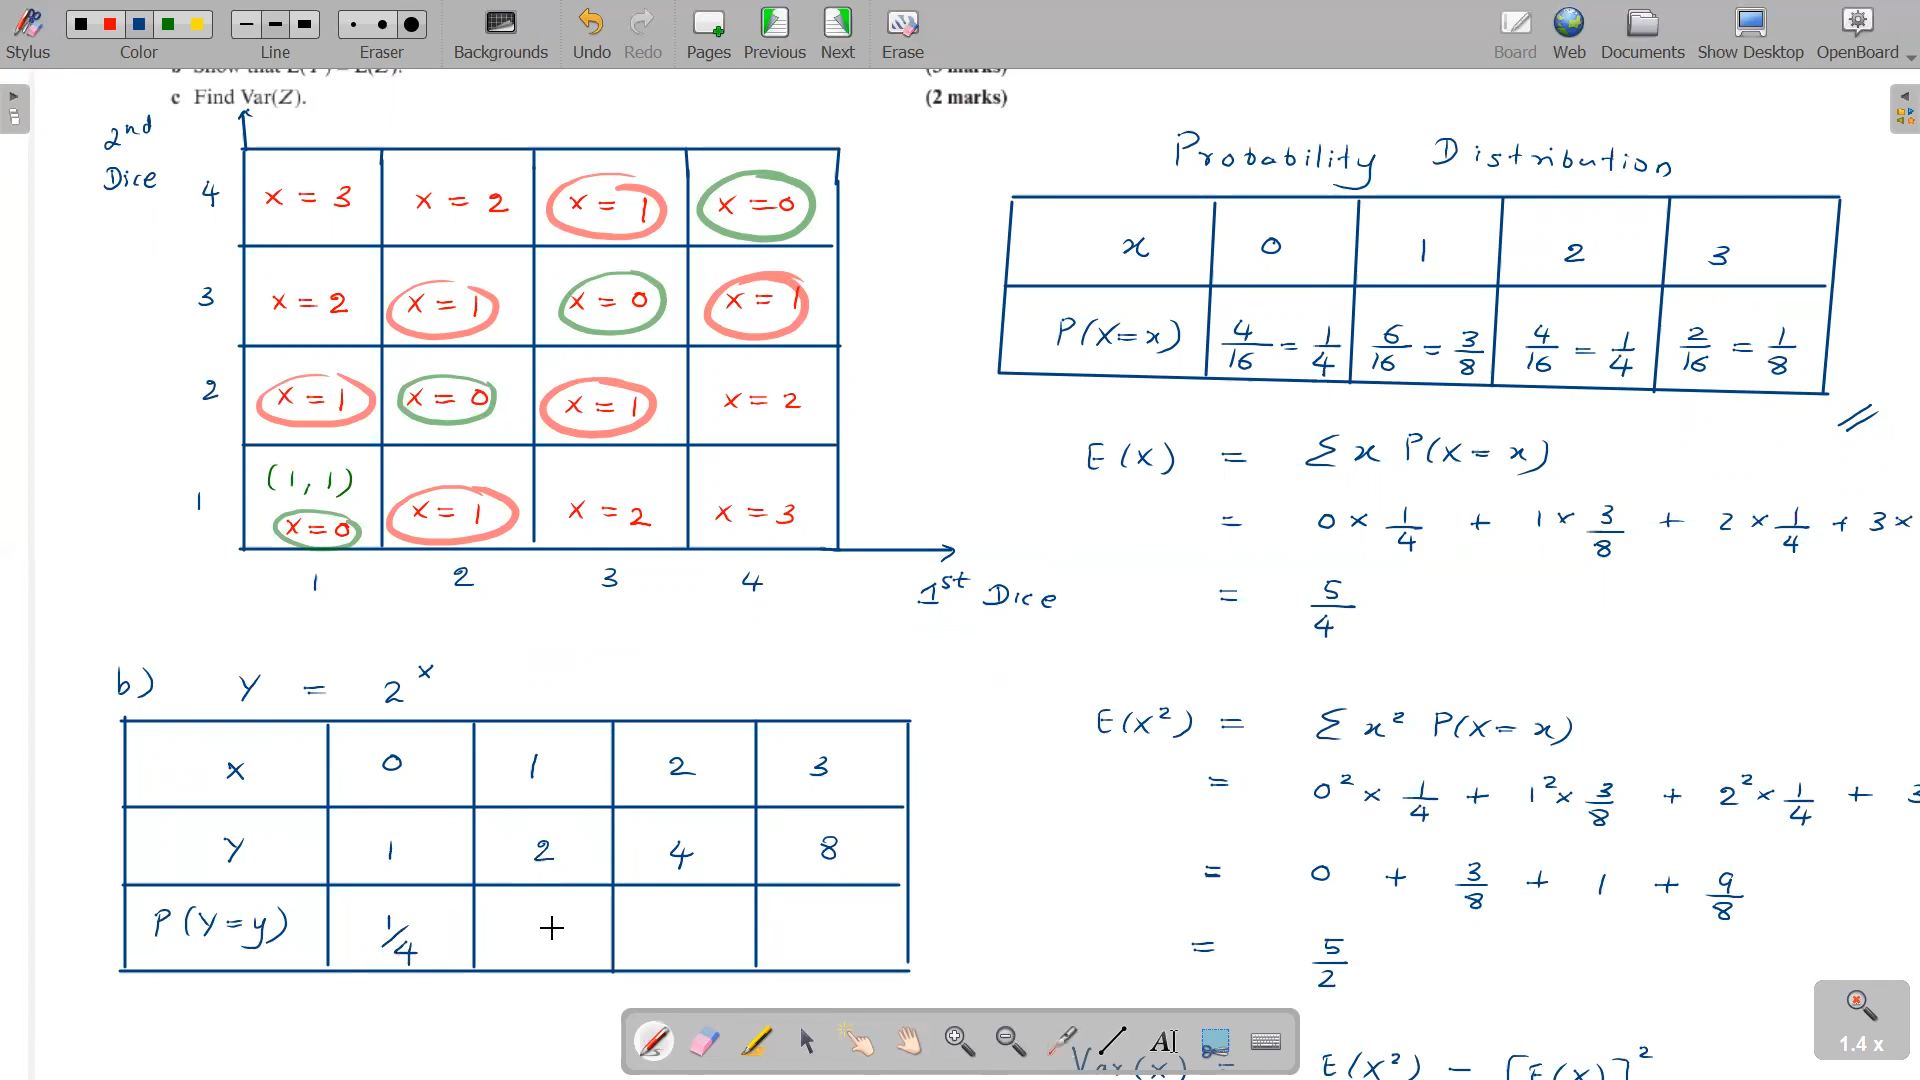 Stylus Color Line Eraser Backgrounds Undo Redo Pages Previous Next Erase Board Web Documents Show Desktop OpenBoard
b Show that E(Y) = E(Z).
(3 marks)
c Find Var(Z).
(2 marks)
2nd
Dice
4 x = 3 x = 2 x = 1 x = 0
3 x = 2 x = 1 x = 0 x = 1
2 x = 1 x = 0 x = 1 x = 2
(1, 1)
1 x = 0 x = 1 x = 2 x = 3
1 2 3 4
1st Dice
Probability Distribution
x 0 1 2 3
P(X=x) 4/16 = 1/4 6/16 = 3/8 4/16 = 1/4 2/16 = 1/8
E(X) = Σ x P(X = x)
= 0 × 1/4 + 1 × 3/8 + 2 × 1/4 + 3 ×
= 5/4
b) Y = 2^x
X 0 1 2 3
Y 1 2 4 8
P(Y=y) 1/4
E(X²) = Σ x² P(X = x)
= 0² × 1/4 + 1² × 3/8 + 2² × 1/4 + 3
= 0 + 3/8 + 1 + 9/8
= 5/2
Var(X) = E(X²) − [E(X)]²
1.4 x